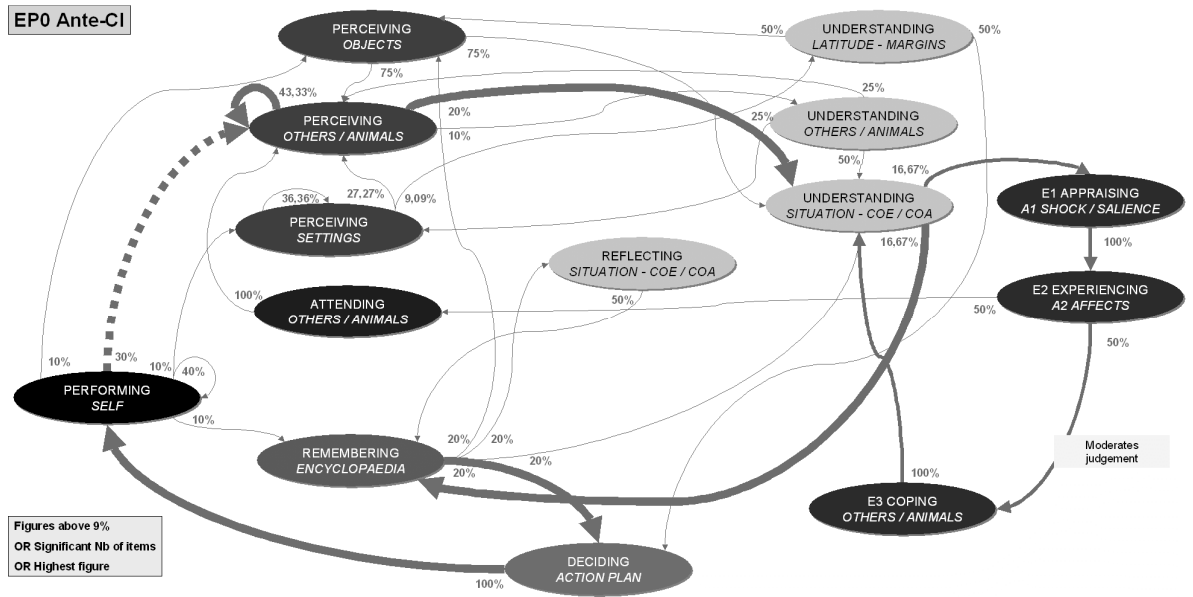 EP0 Ante-CI
PERCEIVING
OBJECTS
UNDERSTANDING
LATITUDE - MARGINS
50%
50%
75%
75%
43,33%
25%
PERCEIVING
OTHERS / ANIMALS
20%
10%
25%
UNDERSTANDING
OTHERS / ANIMALS
50%
16,67%
36,36%
27,27%
9,09%
PERCEIVING
SETTINGS
UNDERSTANDING
SITUATION - COE / COA
16,67%
E1 APPRAISING
A1 SHOCK / SALIENCE
100%
REFLECTING
SITUATION - COE / COA
50%
100%
ATTENDING
OTHERS / ANIMALS
E2 EXPERIENCING
A2 AFFECTS
50%
50%
10%
30%
10%
40%
PERFORMING
SELF
10%
REMEMBERING
ENCYCLOPAEDIA
20%
20%
20%
20%
Moderates
judgement
100%
E3 COPING
OTHERS / ANIMALS
Figures above 9%
OR Significant Nb of items
OR Highest figure
DECIDING
ACTION PLAN
100%